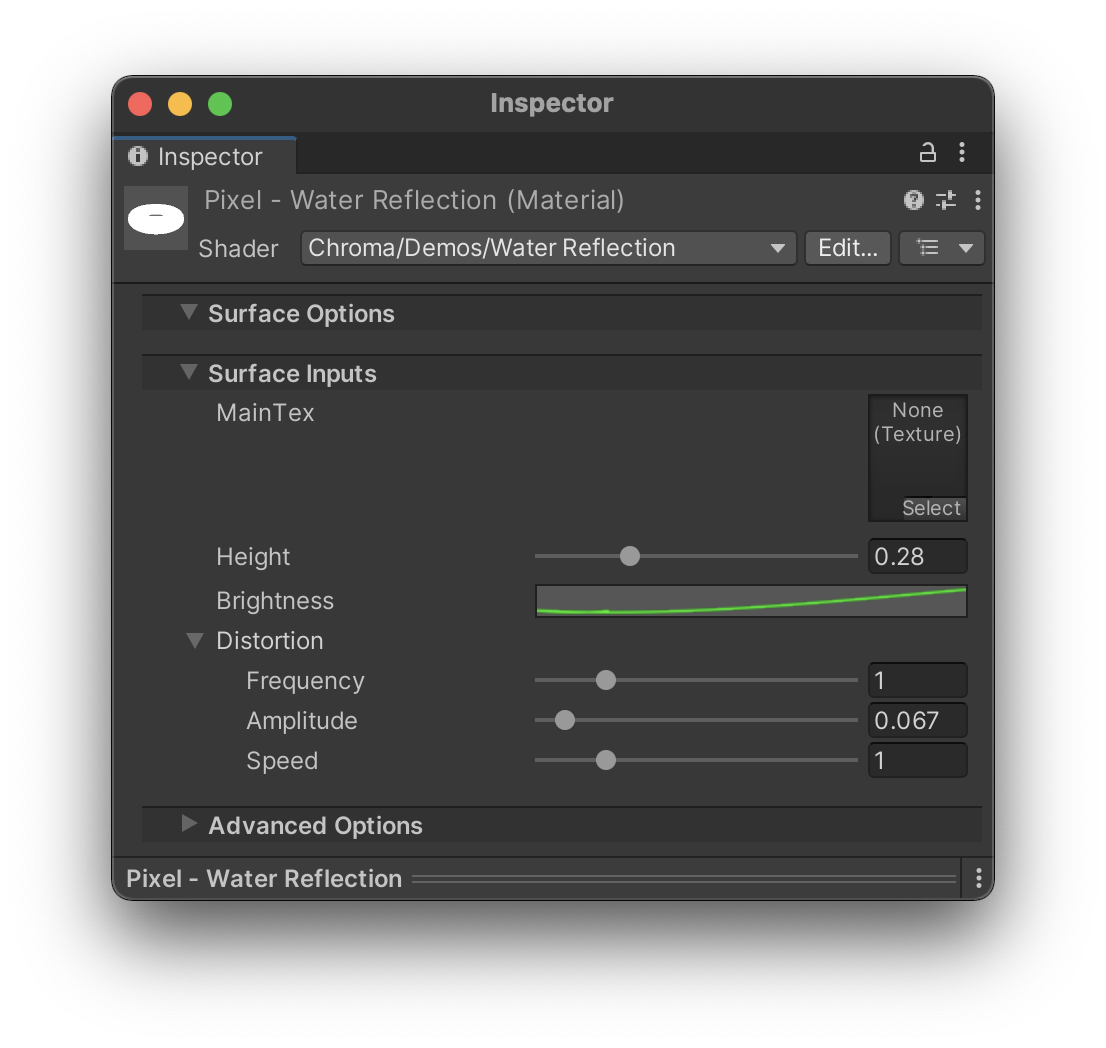 Inspector
Inspector
Pixel - Water Reflection (Material)
Shader Chroma/Demos/Water Reflection Edit...
Surface Options
Surface Inputs
MainTex
None
(Texture)
Select
Height 0.28
Brightness
Distortion
Frequency 1
Amplitude 0.067
Speed 1
Advanced Options
Pixel - Water Reflection